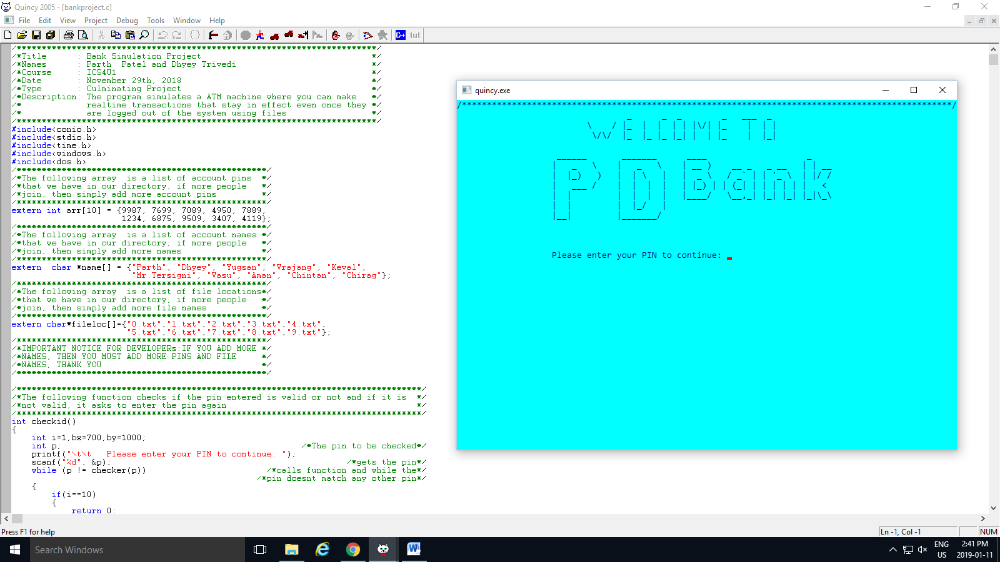 Quincy 2005 - [bankproject.c]
File Edit View Project Debug Tools Window Help
C++ tut
/************************************************************************/
/*Title      : Bank Simulation Project                                  */
/*Names      : Parth  Patel and Dhyey Trivedi                           */
/*Course     : ICS4U1                                                   */
/*Date       : November 29th, 2018                                      */
/*Type       : Culminating Project                                      */
/*Description: The program simulates a ATM machine where you can make   */
/*             realtime transactions that stay in effect even once they */
/*             are logged out of the system using files                 */
/************************************************************************/
#include<conio.h>
#include<stdio.h>
#include<time.h>
#include<windows.h>
#include<dos.h>
/**************************************************/
/*The following array  is a list of account pins  */
/*that we have in our directory, if more people   */
/*join, then simply add more account pins         */
/**************************************************/
extern int arr[10] = {9987, 7699, 7089, 4950, 7889,
                      1234, 6875, 9509, 3407, 4119};
/**************************************************/
/*The following array  is a list of account names */
/*that we have in our directory, if more people   */
/*join, then simply add more names                */
/**************************************************/
extern  char *name[] = {"Parth", "Dhyey", "Yugsan", "Vrajang", "Keval",
                        "Mr.Tersigni", "Vasu", "Aman", "Chintan", "Chirag"};
/**************************************************/
/*The following array  is a list of file locations*/
/*that we have in our directory, if more people   */
/*join, then simply add more file names           */
/**************************************************/
extern char*fileloc[]={"0.txt","1.txt","2.txt","3.txt","4.txt",
                       "5.txt","6.txt","7.txt","8.txt","9.txt"};
/**************************************************/
/*IMPORTANT NOTICE FOR DEVELOPERs:IF YOU ADD MORE */
/*NAMES, THEN YOU MUST ADD MORE PINS AND FILE     */
/*NAMES, THANK YOU                                */
/**************************************************/
/*********************************************************************************/
/*The following function checks if the pin entered is valid or not and if it is  */
/*not valid, it asks to enter the pin again                                      */
/*********************************************************************************/
int checkid()
{
    int i=1,bx=700,by=1000;
    int p;                                                /*The pin to be checked*/
    printf("\t\t   Please enter your PIN to continue: ");
    scanf("%d", &p);                                               /*gets the pin*/
    while (p != checker(p))                        /*calls function and while the*/
                                                 /*pin doesnt match any other pin*/
    {
        if(i==10)
        {
            return 0;
quincy.exe
/**************************************************************************************************/
WELCOME TO
PD Bank
Please enter your PIN to continue:
Press F1 for help
Ln -1, Col -1
NUM
Search Windows
ENG
US
2:41 PM
2019-01-11